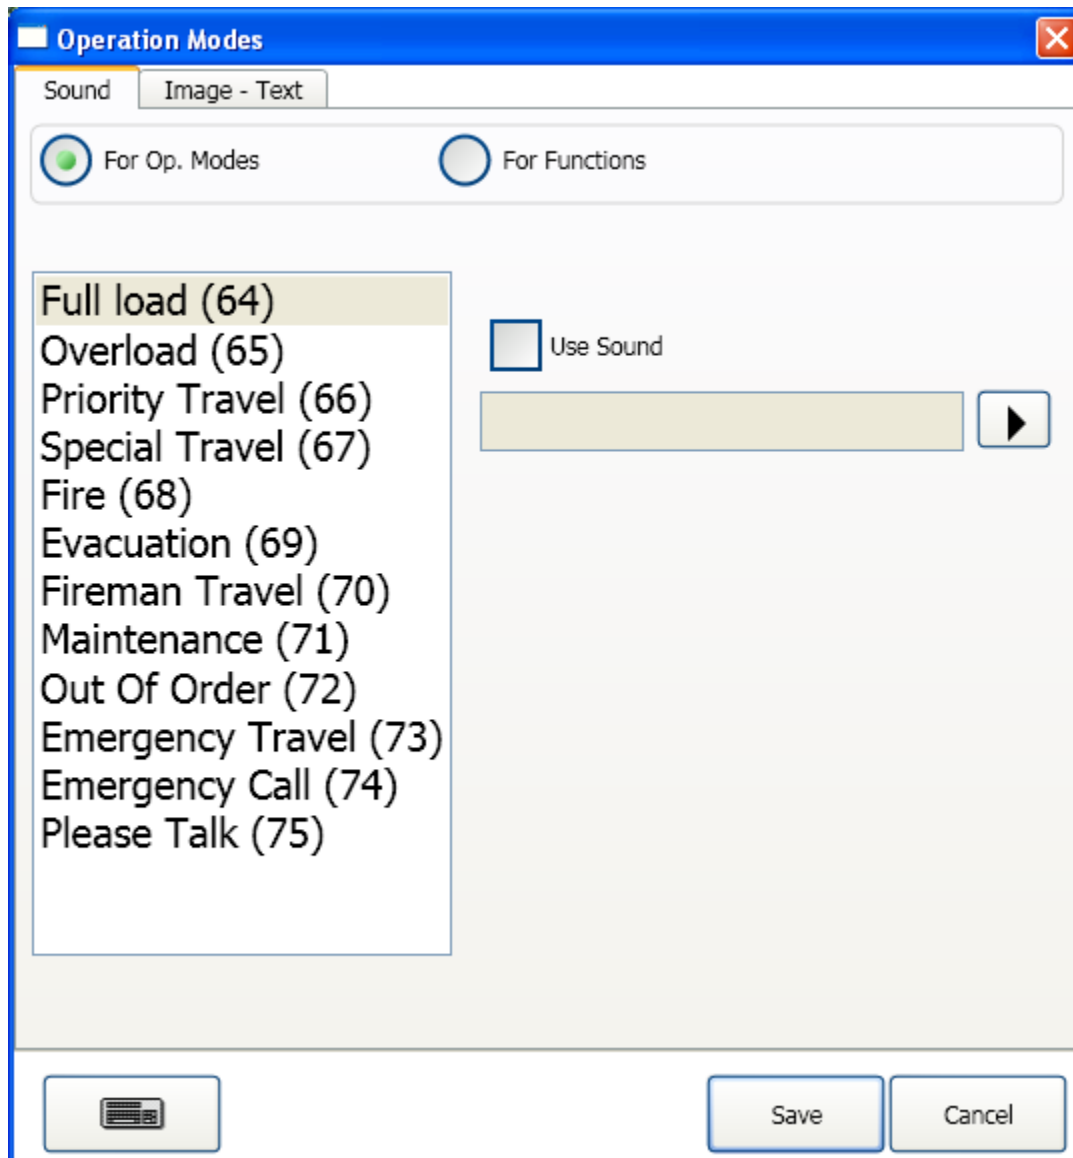 Operation Modes
Sound
Image - Text
For Op. Modes
For Functions
Full load (64)
Overload (65)
Priority Travel (66)
Special Travel (67)
Fire (68)
Evacuation (69)
Fireman Travel (70)
Maintenance (71)
Out Of Order (72)
Emergency Travel (73)
Emergency Call (74)
Please Talk (75)
Use Sound
Save
Cancel